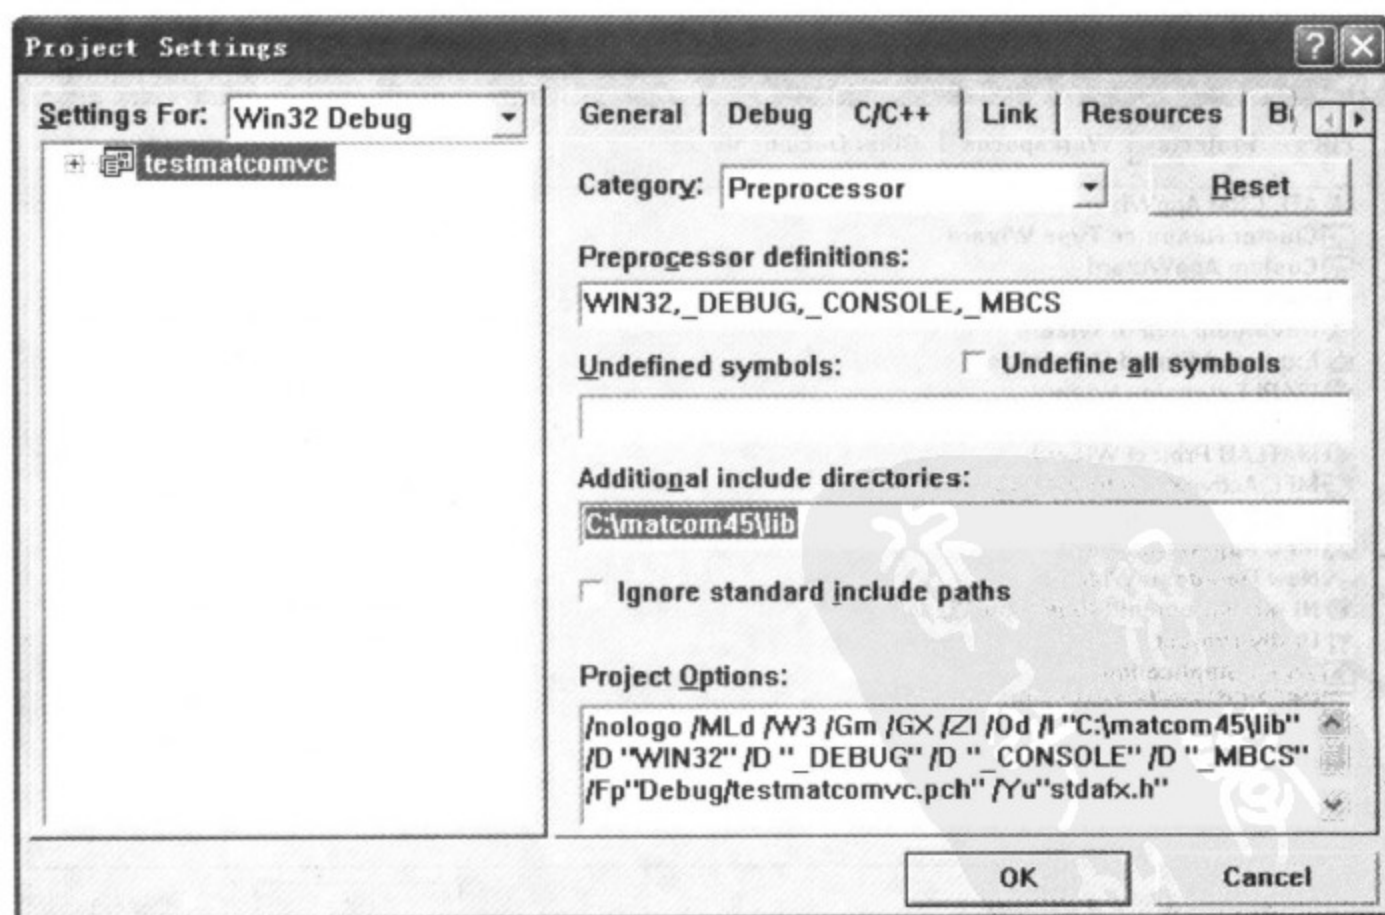 Project Settings
Settings For: Win32 Debug
testmatcomvc
General Debug C/C++ Link Resources
Category: Preprocessor Reset
Preprocessor definitions:
WIN32,_DEBUG,_CONSOLE,_MBCS
Undefined symbols: Undefine all symbols
Additional include directories:
C:\matcom45\lib
Ignore standard include paths
Project Options:
/nologo /MLd /W3 /Gm /GX /ZI /Od /I "C:\matcom45\lib"
/D "WIN32" /D "_DEBUG" /D "_CONSOLE" /D "_MBCS"
/Fp"Debug/testmatcomvc.pch" /Yu"stdafx.h"
OK Cancel